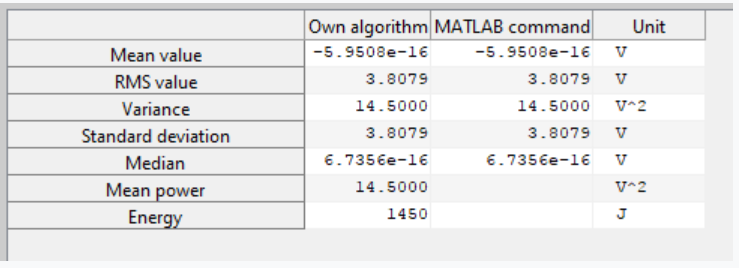 Own algorithm MATLAB command Unit
Mean value -5.9508e-16 -5.9508e-16 V
RMS value 3.8079 3.8079 V
Variance 14.5000 14.5000 V^2
Standard deviation 3.8079 3.8079 V
Median 6.7356e-16 6.7356e-16 V
Mean power 14.5000 V^2
Energy 1450 J